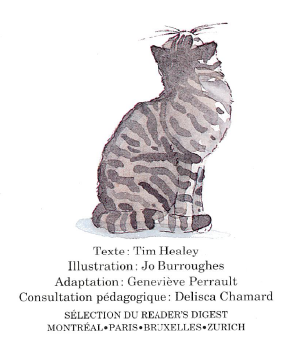 Texte : Tim Healey
Illustration : Jo Burroughes
Adaptation : Geneviève Perrault
Consultation pédagogique : Delisca Chamard
SÉLECTION DU READER'S DIGEST
MONTRÉAL • PARIS • BRUXELLES • ZURICH